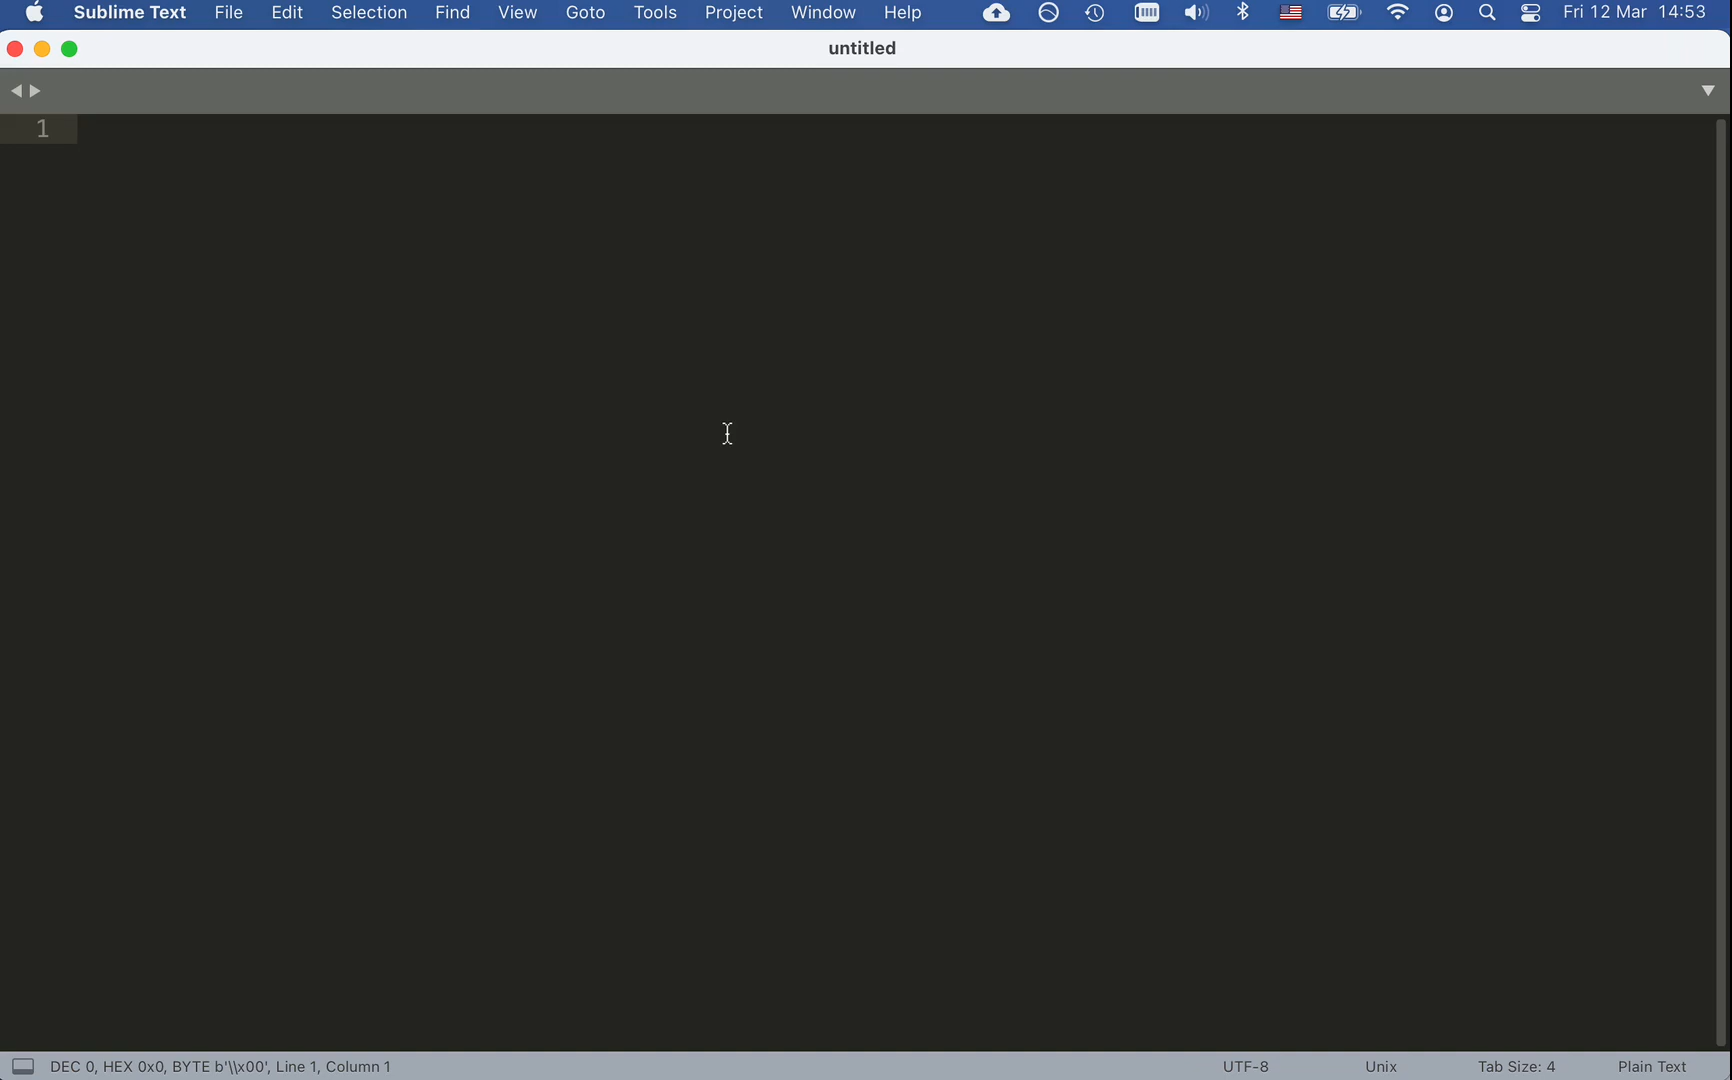 Sublime Text File Edit Selection Find View Goto Tools Project Window Help Fri 12 Mar 14:53
untitled
1
DEC 0, HEX 0x0, BYTE b'\\x00', Line 1, Column 1 UTF-8 Unix Tab Size: 4 Plain Text